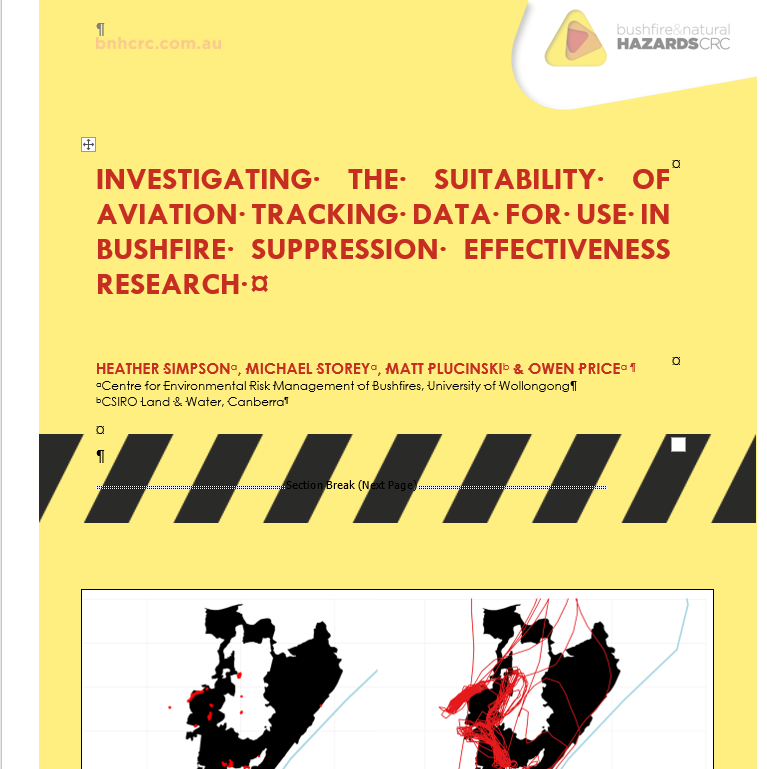 bnhcrc.com.au
bushfire&natural
HAZARDSCRC
INVESTIGATING THE SUITABILITY OF
AVIATION TRACKING DATA FOR USE IN
BUSHFIRE SUPPRESSION EFFECTIVENESS
RESEARCH
HEATHER SIMPSONᵃ, MICHAEL STOREYᵃ, MATT PLUCINSKIᵇ & OWEN PRICEᵃ
ᵃCentre for Environmental Risk Management of Bushfires, University of Wollongong
ᵇCSIRO Land & Water, Canberra
Section Break (Next Page)